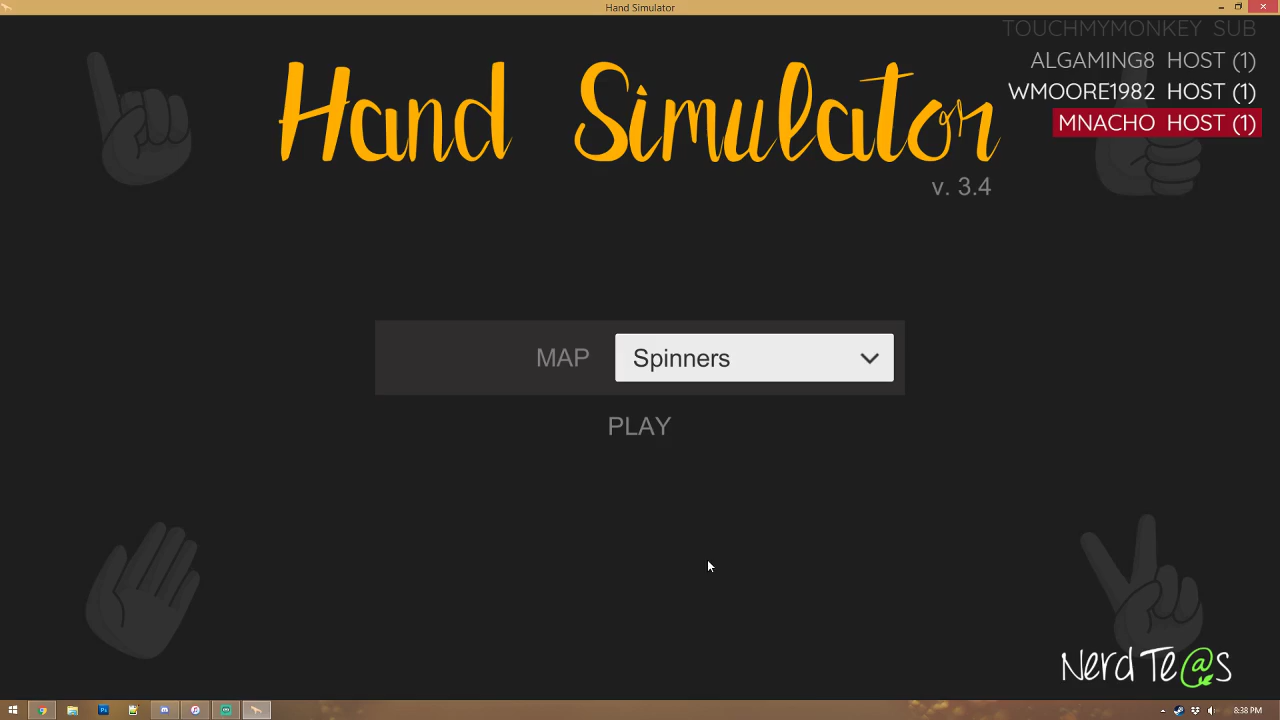 Hand Simulator
TOUCHMYMONKEY SUB
ALGAMING8 HOST (1)
WMOORE1982 HOST (1)
MNACHO HOST (1)
Hand Simulator
v. 3.4
MAP Spinners
PLAY
Nerd Te@s
8:38 PM